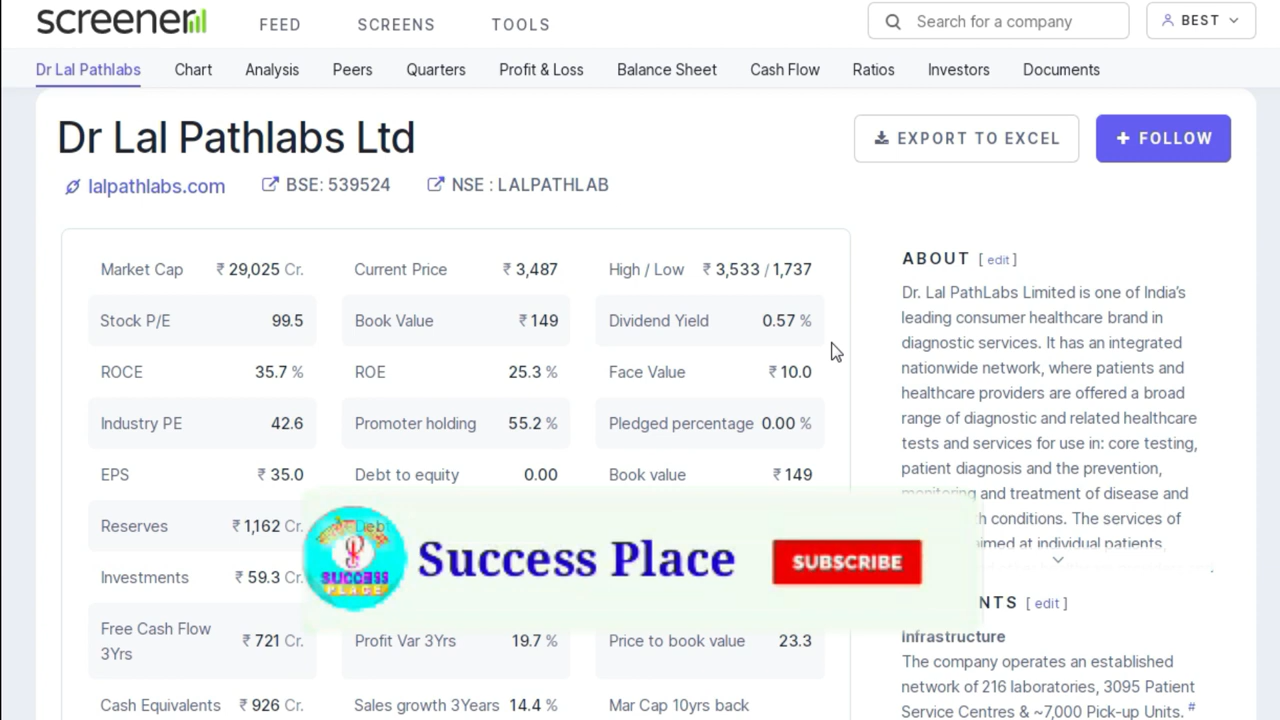 screener
FEED SCREENS TOOLS
Search for a company
BEST
Dr Lal Pathlabs Chart Analysis Peers Quarters Profit & Loss Balance Sheet Cash Flow Ratios Investors Documents
Dr Lal Pathlabs Ltd
EXPORT TO EXCEL
+ FOLLOW
lalpathlabs.com BSE: 539524 NSE : LALPATHLAB
Market Cap ₹ 29,025 Cr. Current Price ₹ 3,487 High / Low ₹ 3,533 / 1,737
Stock P/E 99.5 Book Value ₹ 149 Dividend Yield 0.57 %
ROCE 35.7 % ROE 25.3 % Face Value ₹ 10.0
Industry PE 42.6 Promoter holding 55.2 % Pledged percentage 0.00 %
EPS ₹ 35.0 Debt to equity 0.00 Book value ₹ 149
Reserves ₹ 1,162 Cr. Debt
Investments ₹ 59.3 Cr.
Free Cash Flow
3Yrs ₹ 721 Cr. Profit Var 3Yrs 19.7 % Price to book value 23.3
Cash Equivalents ₹ 926 Cr. Sales growth 3Years 14.4 % Mar Cap 10yrs back
SUCCESS
PLACE
Success Place
SUBSCRIBE
ABOUT [ edit ]
Dr. Lal PathLabs Limited is one of India's
leading consumer healthcare brand in
diagnostic services. It has an integrated
nationwide network, where patients and
healthcare providers are offered a broad
range of diagnostic and related healthcare
tests and services for use in: core testing,
patient diagnosis and the prevention,
monitoring and treatment of disease and
h conditions. The services of
aimed at individual patients,
NTS [ edit ]
Infrastructure
The company operates an established
network of 216 laboratories, 3095 Patient
Service Centres & ~7,000 Pick-up Units. #